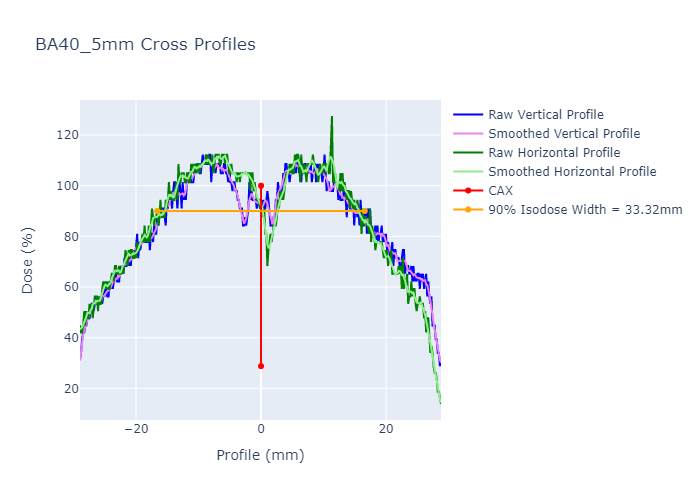 BA40_5mm Cross Profiles
Raw Vertical Profile
Smoothed Vertical Profile
Raw Horizontal Profile
Smoothed Horizontal Profile
CAX
90% Isodose Width = 33.32mm
120
100
80
60
40
20
Dose (%)
−20 0 20
Profile (mm)